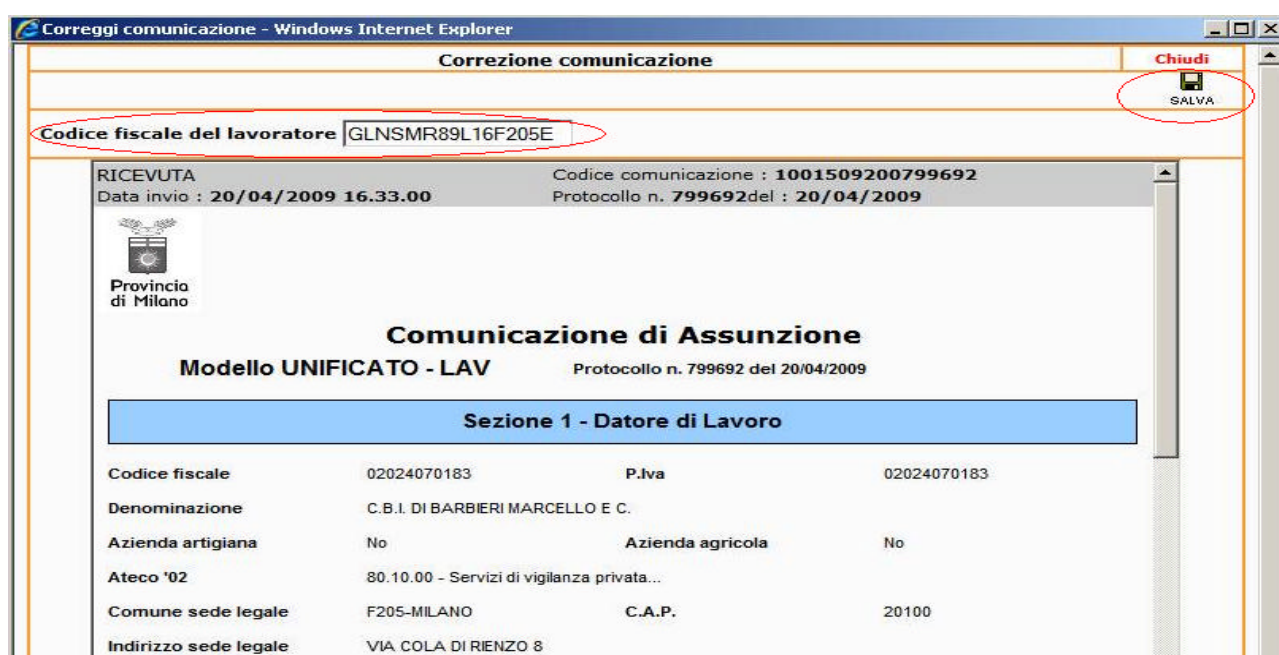 Correggi comunicazione - Windows Internet Explorer
Correzione comunicazione Chiudi
SALVA
Codice fiscale del lavoratore GLNSMR89L16F205E
RICEVUTA Codice comunicazione : 1001509200799692
Data invio : 20/04/2009 16.33.00 Protocollo n. 799692del : 20/04/2009
Provincia
di Milano
Comunicazione di Assunzione
Modello UNIFICATO - LAV Protocollo n. 799692 del 20/04/2009
Sezione 1 - Datore di Lavoro
Codice fiscale 02024070183 P.Iva 02024070183
Denominazione C.B.I. DI BARBIERI MARCELLO E C.
Azienda artigiana No Azienda agricola No
Ateco '02 80.10.00 - Servizi di vigilanza privata...
Comune sede legale F205-MILANO C.A.P. 20100
Indirizzo sede legale VIA COLA DI RIENZO 8